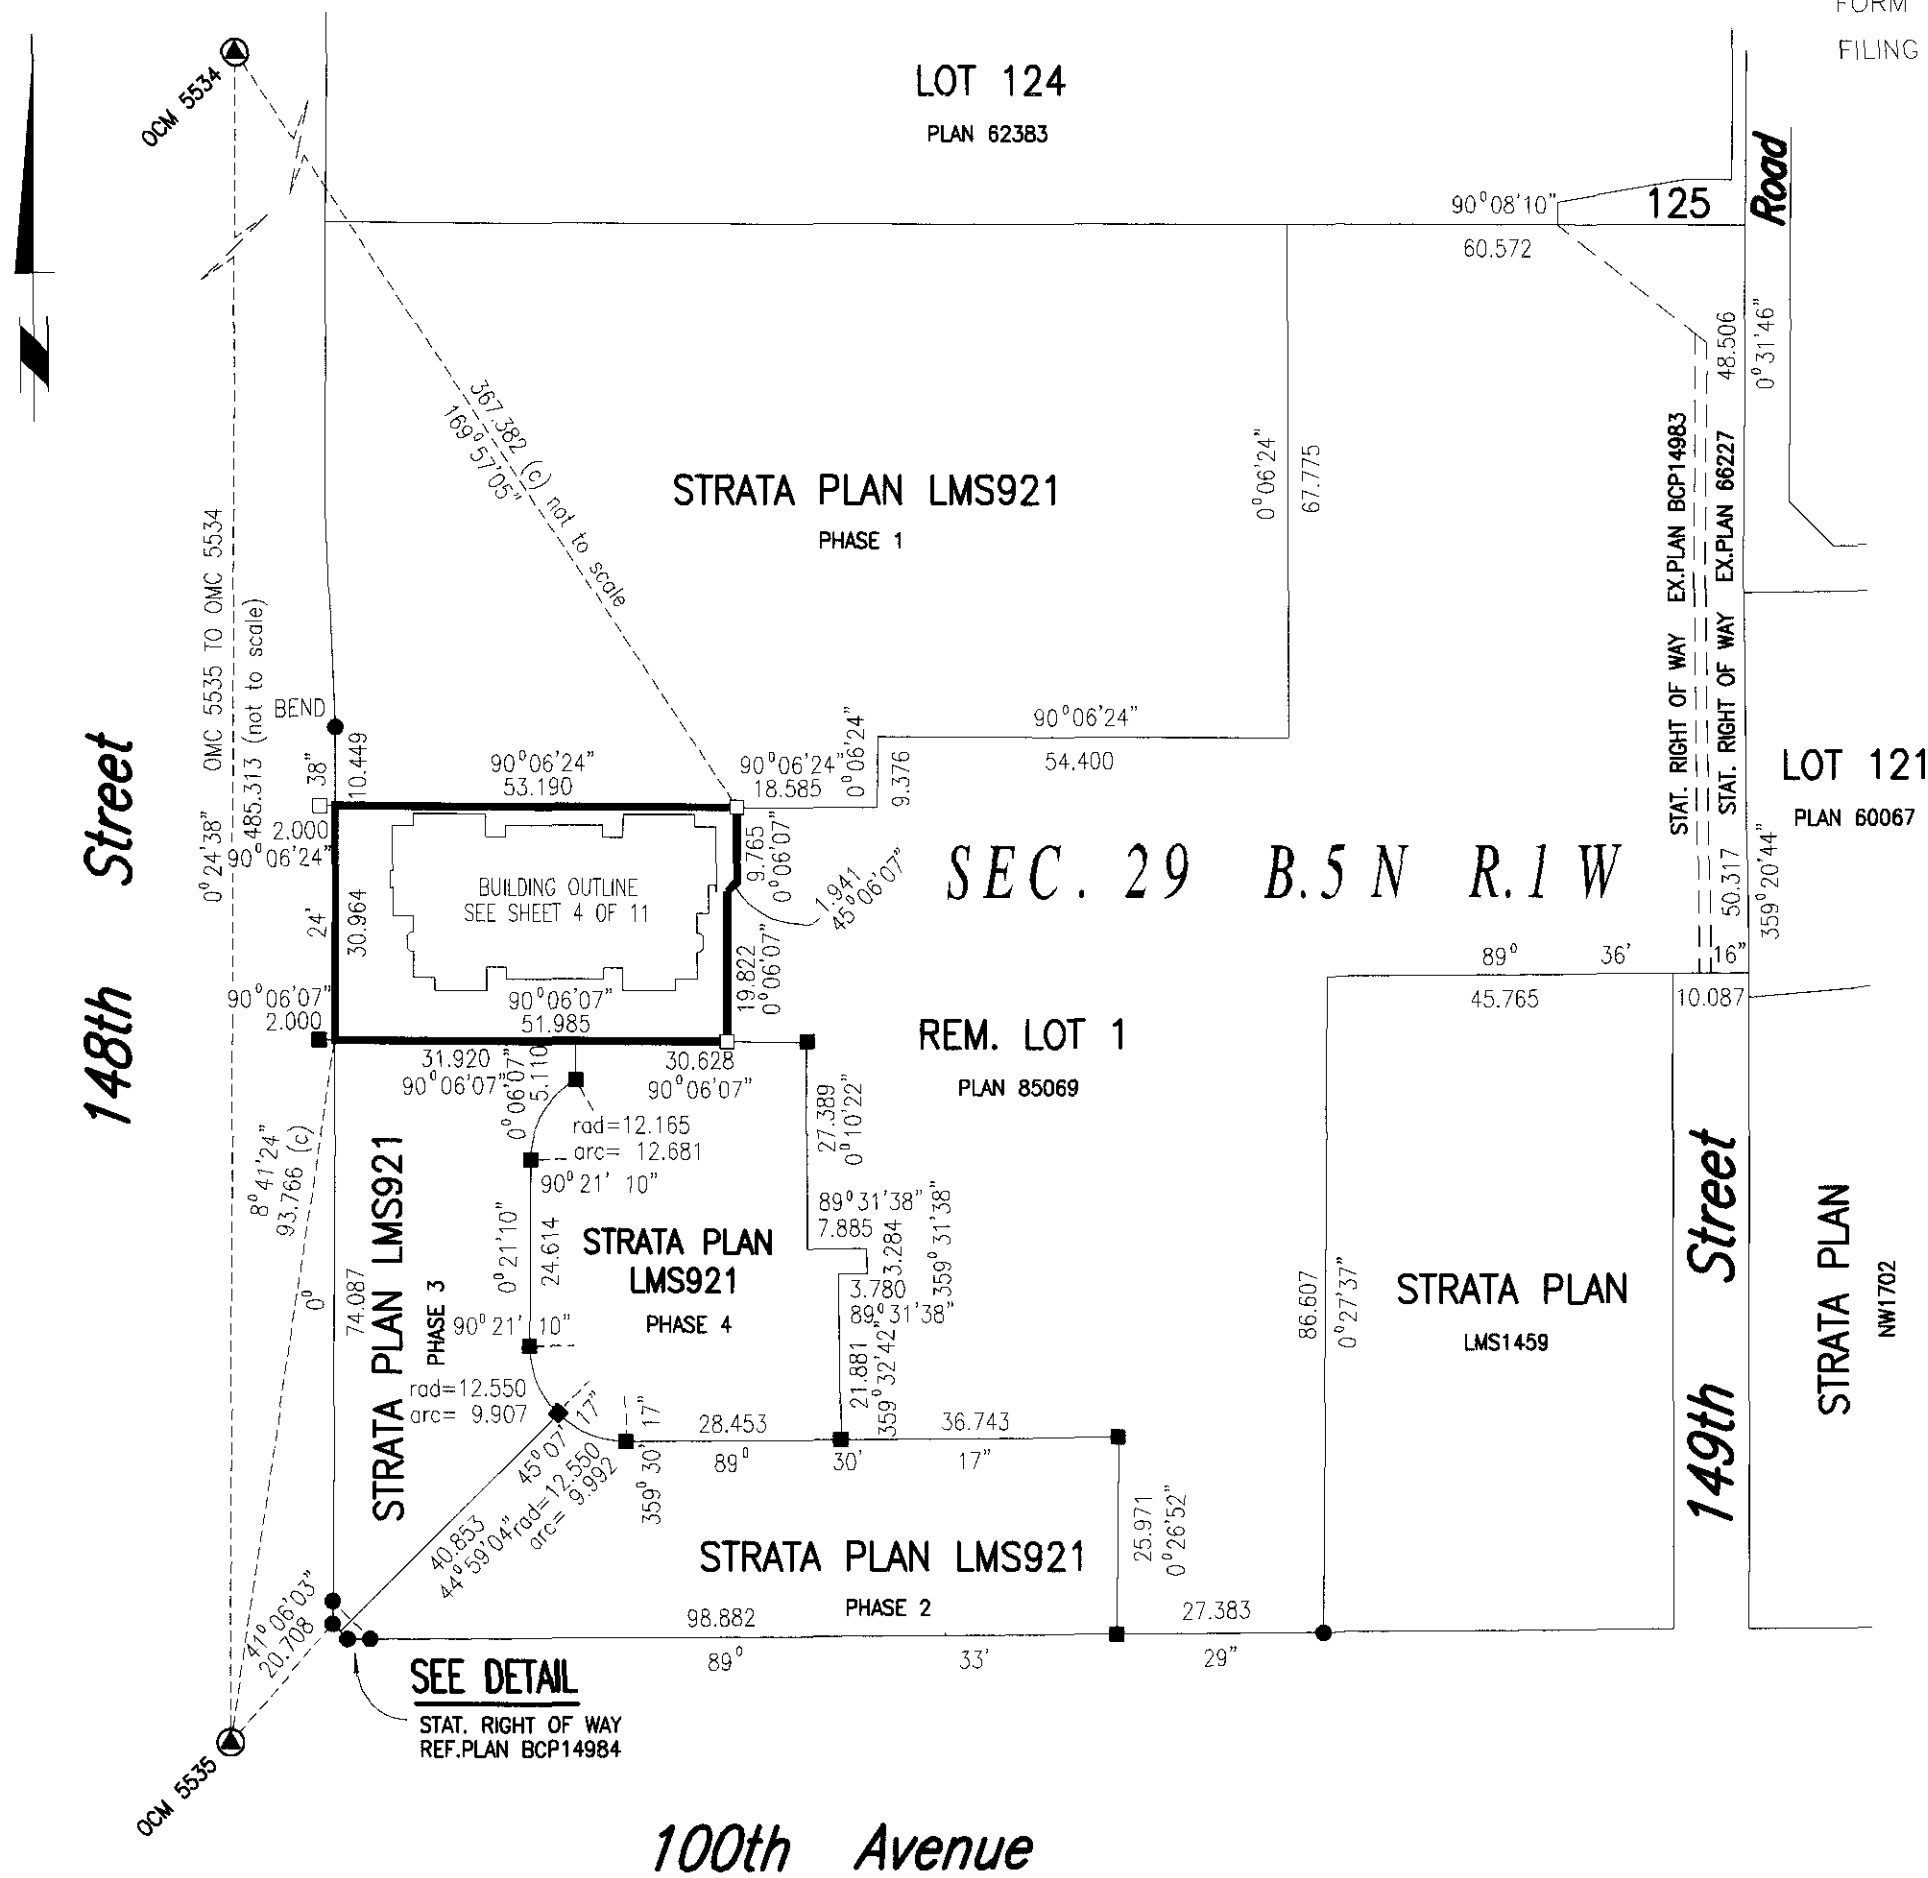 FORM
FILING
OCM 5534
LOT 124
PLAN 62383
90°08'10"
125
60.572
Road
48.506
0°31'46"
367.382 (c) not to scale
169°57'05"
STRATA PLAN LMS921
PHASE 1
0°06'24"
67.775
STAT. RIGHT OF WAY EX.PLAN BCP14983
STAT. RIGHT OF WAY EX.PLAN 66227
OMC 5535 TO OMC 5534
0°24'38"
485.313 (not to scale)
BEND
38"
10.449
90°06'24"
53.190
90°06'24"
18.585
0°06'24"
9.376
90°06'24"
54.400
LOT 121
PLAN 60067
148th Street
2.000
90°06'24"
24'
30.964
BUILDING OUTLINE
SEE SHEET 4 OF 11
9.765
0°06'07"
1.941
45°06'07"
SEC. 29 B.5 N R.1 W
50.317
359°20'44"
19.822
0°06'07"
89° 36' 16"
45.765
10.087
90°06'07"
2.000
90°06'07"
51.985
31.920
90°06'07"
0°06'07"
5.110
30.628
90°06'07"
REM. LOT 1
PLAN 85069
rad=12.165
arc= 12.681
90°21' 10"
27.389
0°10'22"
8°41'24"
93.766 (c)
0°
74.087
STRATA PLAN LMS921
PHASE 3
0°21'10"
24.614
STRATA PLAN
LMS921
PHASE 4
89°31'38"
7.885
3.284
359°31'38"
3.780
89°31'38"
90°21' 10"
rad=12.550
arc= 9.907
21.881
359°32'42"
86.607
0°27'37"
STRATA PLAN
LMS1459
149th Street
STRATA PLAN
NW1702
17"
45°07'
rad=12.550
arc= 9.992
359°30' 17"
28.453
36.743
89° 30' 17"
40.853
44°59'04"
25.971
0°26'52"
STRATA PLAN LMS921
PHASE 2
41°06'03"
20.708
98.882
27.383
89° 33' 29"
SEE DETAIL
STAT. RIGHT OF WAY
REF.PLAN BCP14984
OCM 5535
100th Avenue